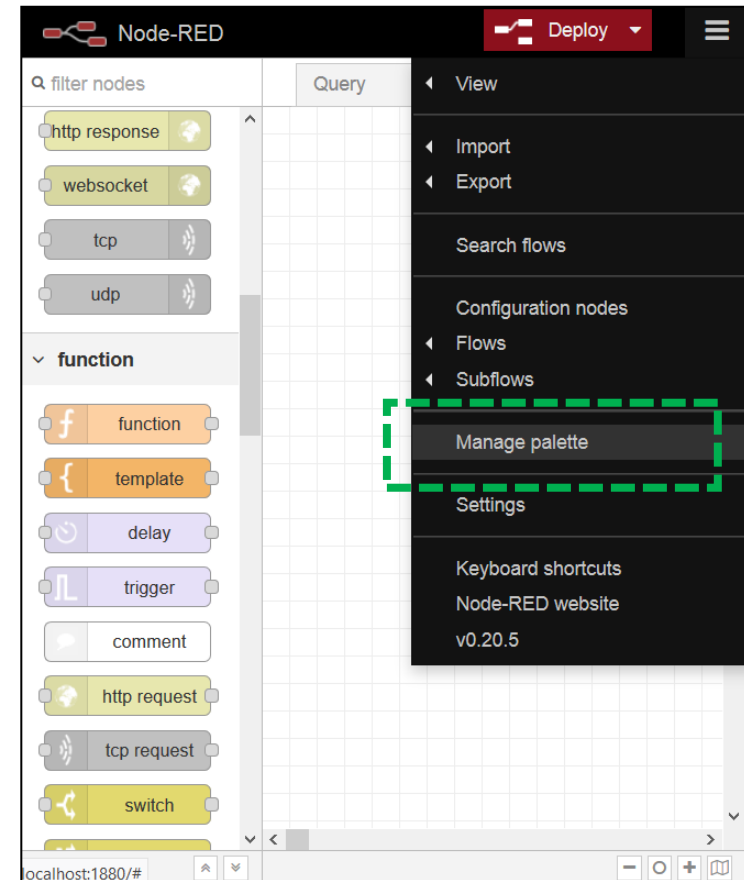 Node-RED
Deploy
filter nodes
Query
http response
websocket
tcp
udp
function
function
template
delay
trigger
comment
http request
tcp request
switch
View
Import
Export
Search flows
Configuration nodes
Flows
Subflows
Manage palette
Settings
Keyboard shortcuts
Node-RED website
v0.20.5
localhost:1880/#